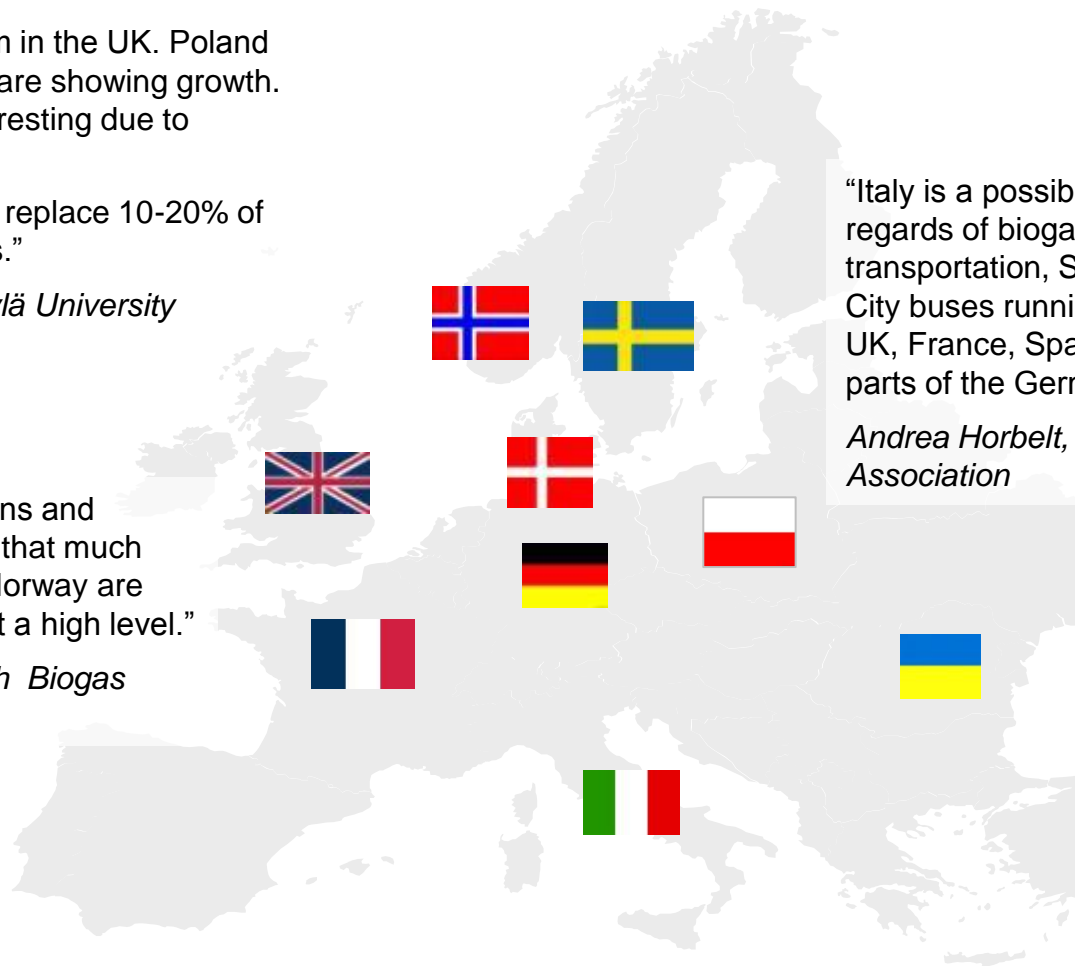 in the UK. Poland
are showing growth.
resting due to
replace 10-20% of
s.”
lä University
ns and
that much
orway are
t a high level.”
h Biogas
“Italy is a possib
regards of bioga
transportation, S
City buses runni
UK, France, Spa
parts of the Ger
Andrea Horbelt,
Association